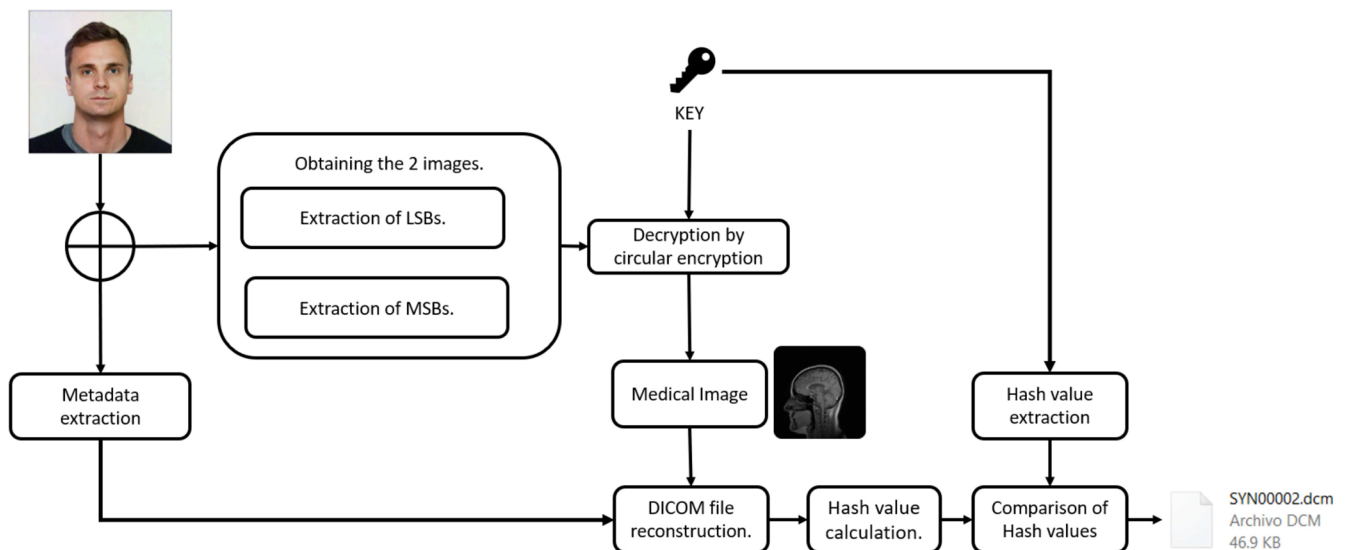 KEY
Obtaining the 2 images.
Extraction of LSBs.
Extraction of MSBs.
Decryption by
circular encryption
Metadata
extraction
Medical Image
Hash value
extraction
DICOM file
reconstruction.
Hash value
calculation.
Comparison of
Hash values
SYN00002.dcm
Archivo DCM
46.9 KB